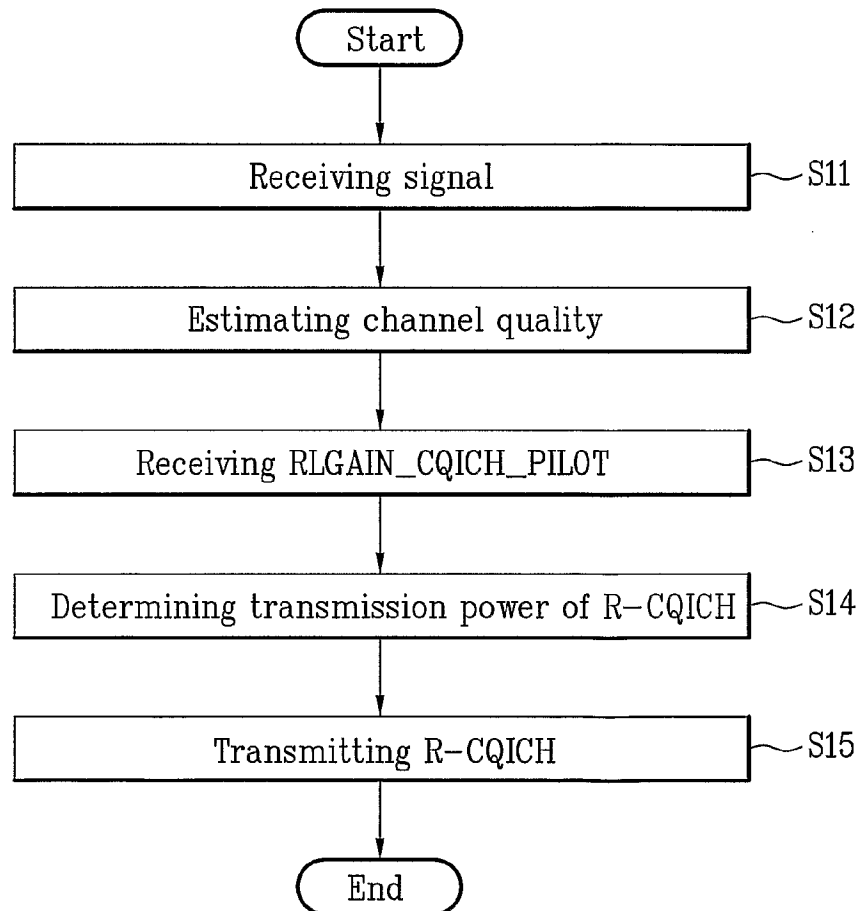 Start
Receiving signal
S11
Estimating channel quality
S12
Receiving RLGAIN_CQICH_PILOT
S13
Determining transmission power of R-CQICH
S14
Transmitting R-CQICH
S15
End